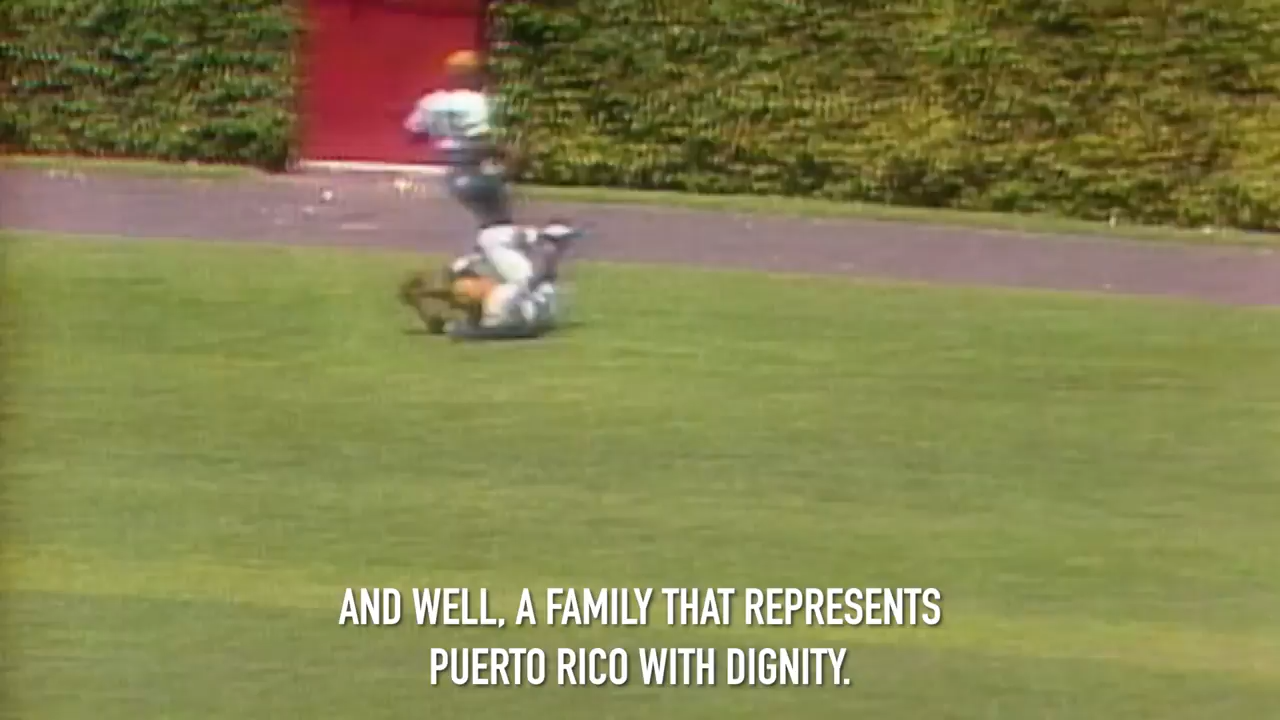 AND WELL, A FAMILY THAT REPRESENTS
PUERTO RICO WITH DIGNITY.